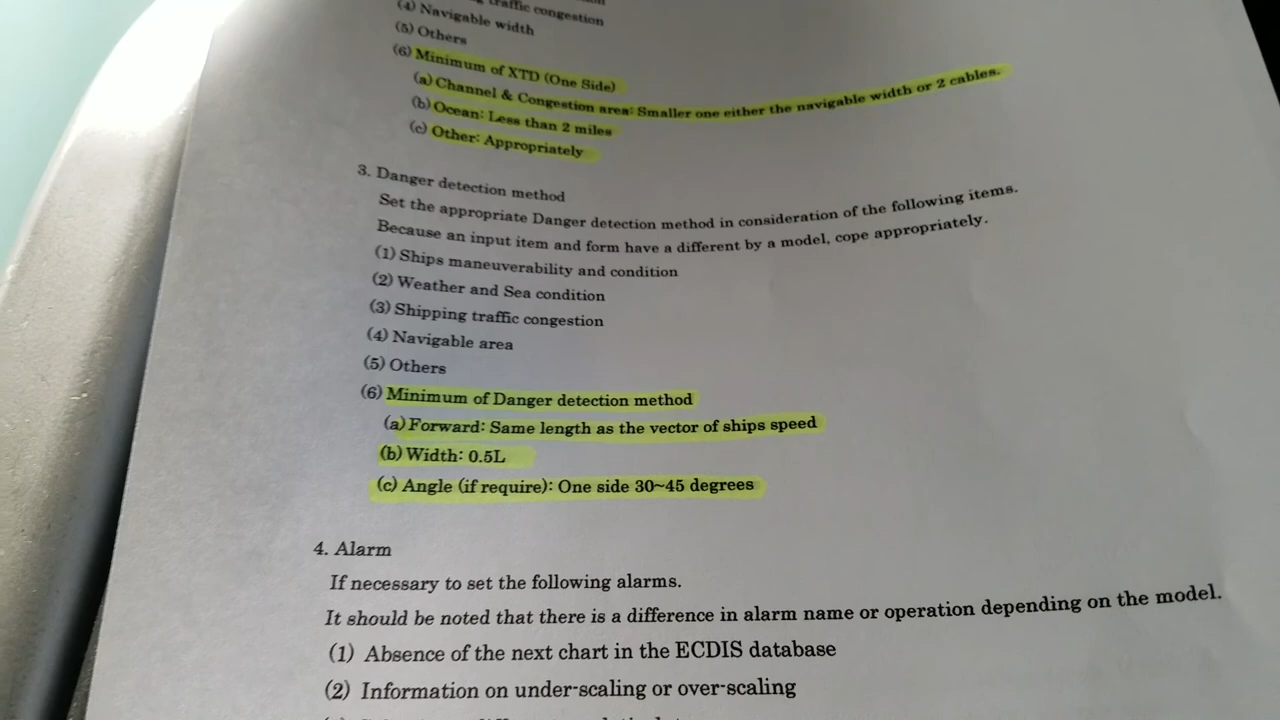 traffic congestion
(4) Navigable width
(5) Others
(6) Minimum of XTD (One Side)
(a) Channel & Congestion area: Smaller one either the navigable width or 2 cables.
(b) Ocean: Less than 2 miles
(c) Other: Appropriately
3. Danger detection method
Set the appropriate Danger detection method in consideration of the following items.
Because an input item and form have a different by a model, cope appropriately.
(1) Ships maneuverability and condition
(2) Weather and Sea condition
(3) Shipping traffic congestion
(4) Navigable area
(5) Others
(6) Minimum of Danger detection method
(a) Forward: Same length as the vector of ships speed
(b) Width: 0.5L
(c) Angle (if require): One side 30~45 degrees
4. Alarm
If necessary to set the following alarms.
It should be noted that there is a difference in alarm name or operation depending on the model.
(1) Absence of the next chart in the ECDIS database
(2) Information on under-scaling or over-scaling